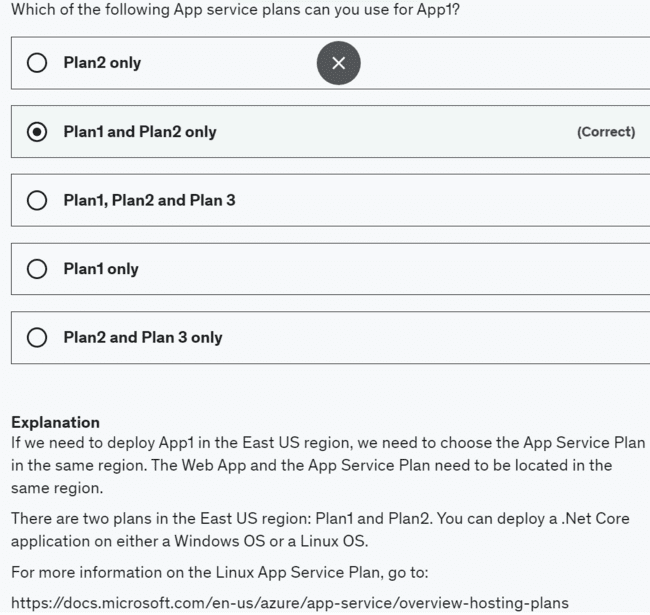 Which of the following App service plans can you use for App1?
Plan2 only
Plan1 and Plan2 only (Correct)
Plan1, Plan2 and Plan 3
Plan1 only
Plan2 and Plan 3 only
Explanation
If we need to deploy App1 in the East US region, we need to choose the App Service Plan
in the same region. The Web App and the App Service Plan need to be located in the
same region.
There are two plans in the East US region: Plan1 and Plan2. You can deploy a .Net Core
application on either a Windows OS or a Linux OS.
For more information on the Linux App Service Plan, go to:
https://docs.microsoft.com/en-us/azure/app-service/overview-hosting-plans